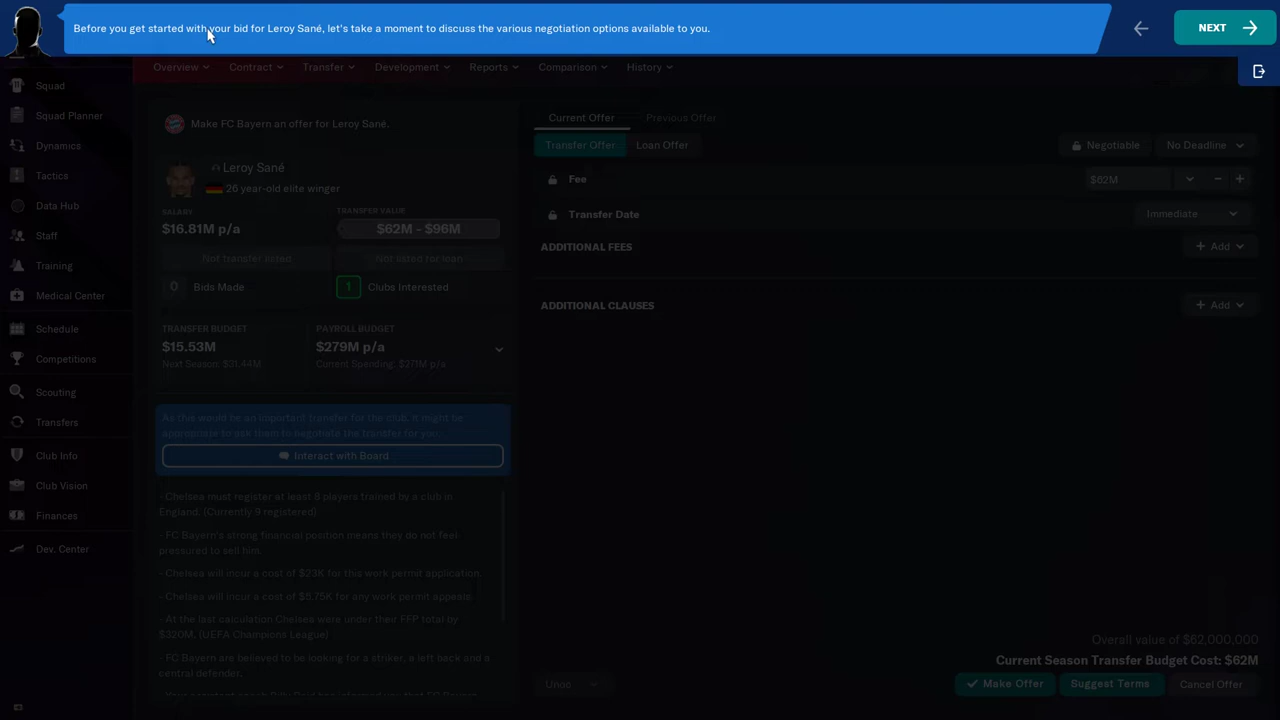 Before you get started with your bid for Leroy Sané, let's take a moment to discuss the various negotiation options available to you.
NEXT
Overview
Contract
Transfer
Development
Reports
Comparison
History
Squad
Squad Planner
Dynamics
Tactics
Data Hub
Staff
Training
Medical Center
Schedule
Competitions
Scouting
Transfers
Club Info
Club Vision
Finances
Dev. Center
Make FC Bayern an offer for Leroy Sané.
Leroy Sané
26 year-old elite winger
SALARY
$16.81M p/a
TRANSFER VALUE
$62M - $96M
Not transfer listed
Not listed for loan
0 Bids Made
1 Clubs Interested
TRANSFER BUDGET
$15.53M
Next Season: $31.44M
PAYROLL BUDGET
$279M p/a
Current Spending: $271M p/a
As this would be an important transfer for the club, it might be
appropriate to ask them to negotiate the transfer for you.
Interact with Board...
- Chelsea must register at least 8 players trained by a club in
England. (Currently 9 registered)
- FC Bayern's strong financial position means they do not feel
pressured to sell him.
- Chelsea will incur a cost of $23K for this work permit application.
- Chelsea will incur a cost of $5.75K for any work permit appeals.
- At the last calculation Chelsea were under their FFP total by
$320M. (UEFA Champions League)
- FC Bayern are believed to be looking for a striker, a left back and a
central defender.
Current Offer
Previous Offer
Transfer Offer
Loan Offer
Negotiable
No Deadline
Fee
$62M
Transfer Date
Immediate
ADDITIONAL FEES
Add
ADDITIONAL CLAUSES
Add
Overall value of $62,000,000
Current Season Transfer Budget Cost: $62M
Undo
Make Offer
Suggest Terms
Cancel Offer